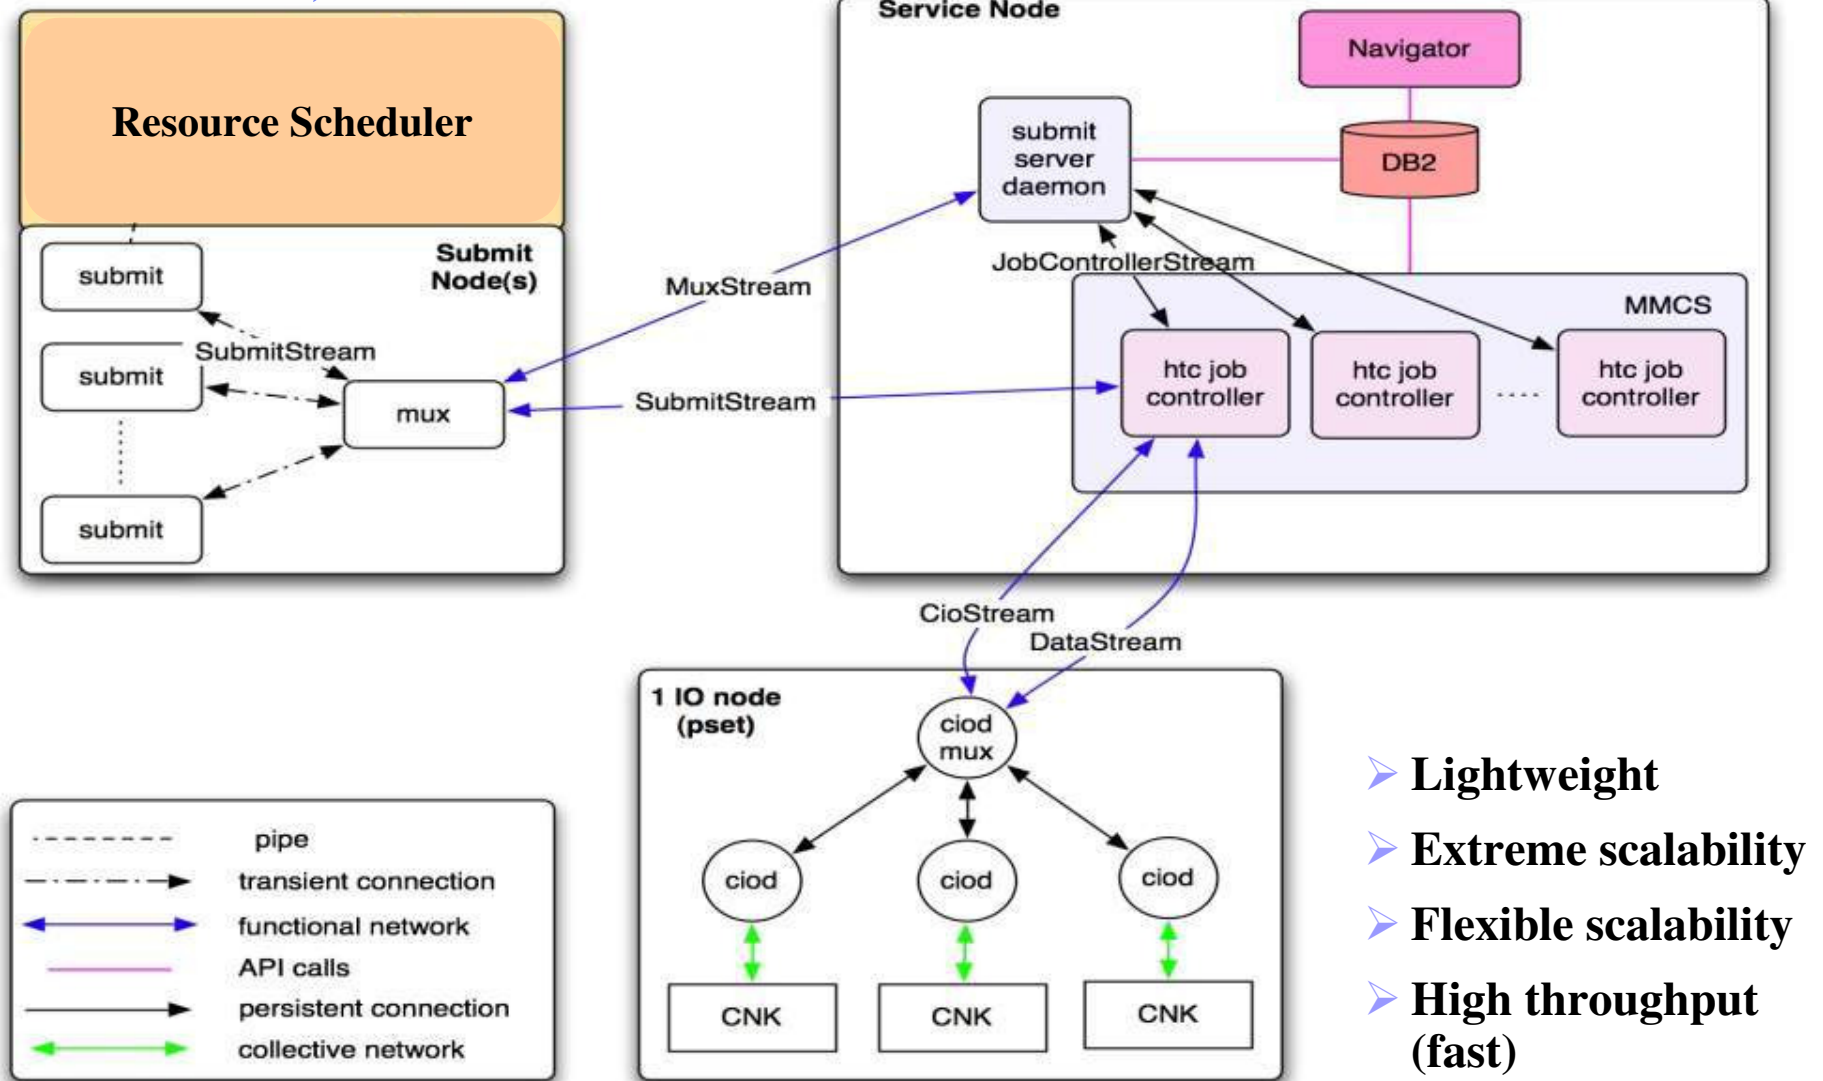 Resource Scheduler
Submit
Node(s)
submit
SubmitStream
submit
mux
submit
MuxStream
SubmitStream
Service Node
Navigator
submit
server
daemon
DB2
JobControllerStream
MMCS
htc job
controller
htc job
controller
htc job
controller
CioStream
DataStream
1 IO node
(pset)
ciod
mux
ciod
ciod
ciod
CNK
CNK
CNK
pipe
transient connection
functional network
API calls
persistent connection
collective network
Lightweight
Extreme scalability
Flexible scalability
High throughput
(fast)